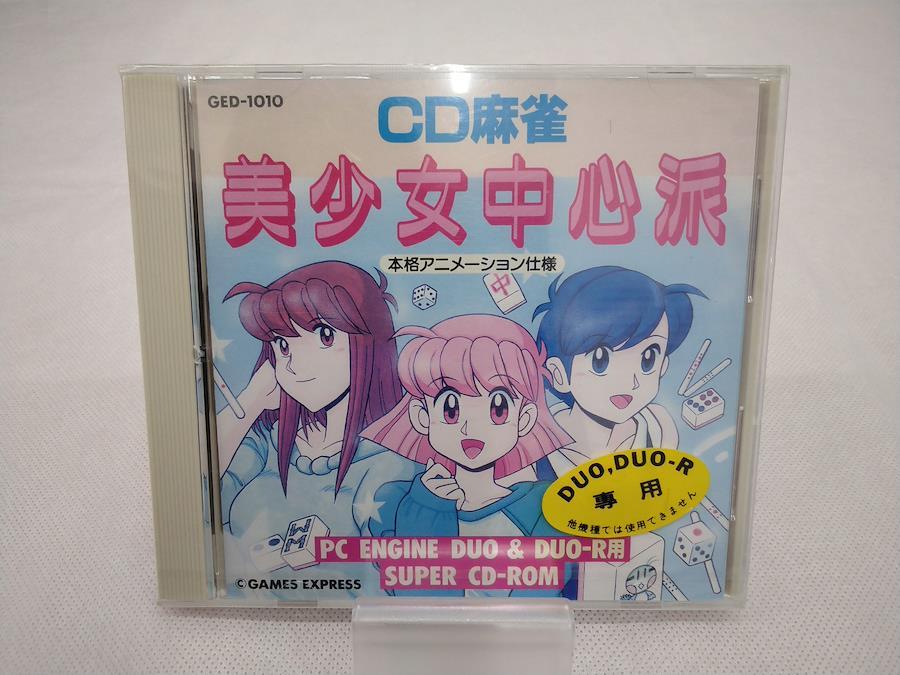 GED-1010
CD麻雀
美少女中心派
本格アニメーション仕様
中
DUO,DUO-R
専用
他機種では使用できません
PC ENGINE DUO & DUO-R用
SUPER CD-ROM
©GAMES EXPRESS